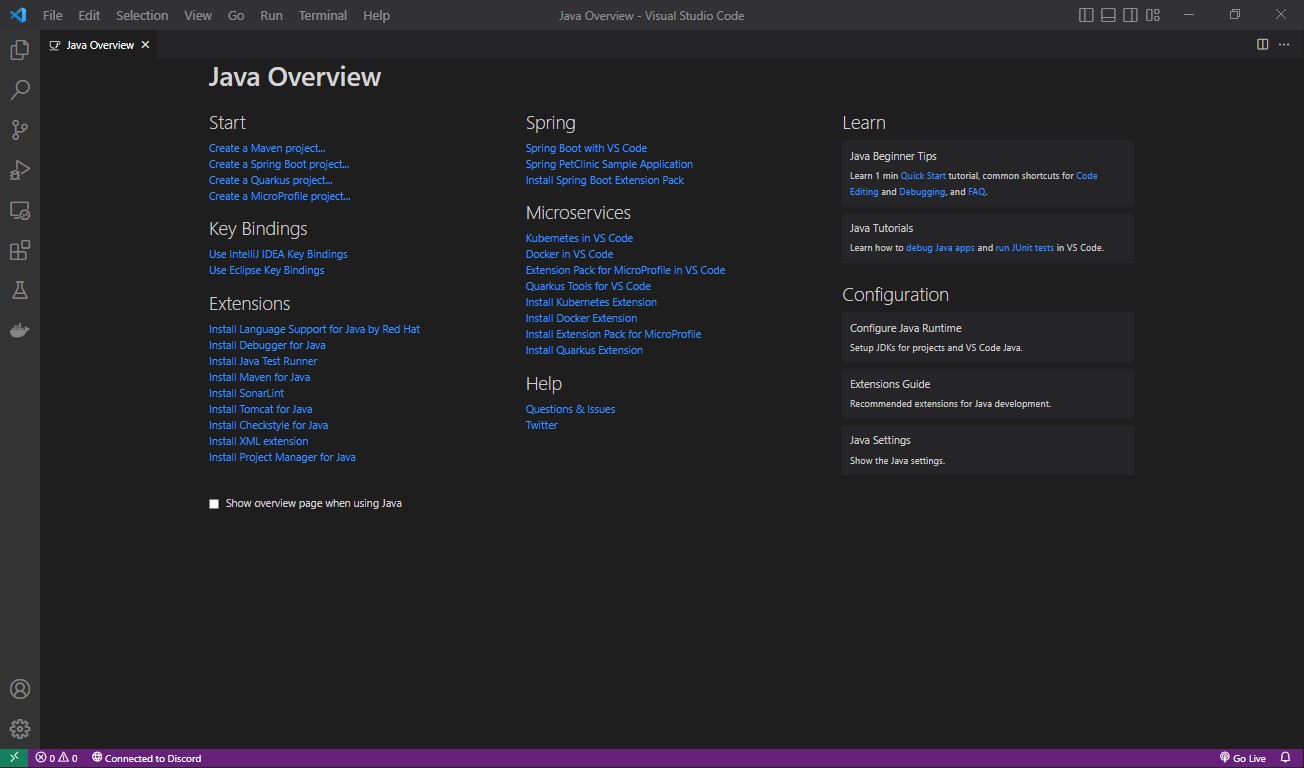 File Edit Selection View Go Run Terminal Help
Java Overview - Visual Studio Code
Java Overview
Java Overview
Start
Create a Maven project...
Create a Spring Boot project...
Create a Quarkus project...
Create a MicroProfile project...
Key Bindings
Use IntelliJ IDEA Key Bindings
Use Eclipse Key Bindings
Extensions
Install Language Support for Java by Red Hat
Install Debugger for Java
Install Java Test Runner
Install Maven for Java
Install SonarLint
Install Tomcat for Java
Install Checkstyle for Java
Install XML extension
Install Project Manager for Java
Show overview page when using Java
Spring
Spring Boot with VS Code
Spring PetClinic Sample Application
Install Spring Boot Extension Pack
Microservices
Kubernetes in VS Code
Docker in VS Code
Extension Pack for MicroProfile in VS Code
Quarkus Tools for VS Code
Install Kubernetes Extension
Install Docker Extension
Install Extension Pack for MicroProfile
Install Quarkus Extension
Help
Questions & Issues
Twitter
Learn
Java Beginner Tips
Learn 1 min Quick Start tutorial, common shortcuts for Code
Editing and Debugging, and FAQ.
Java Tutorials
Learn how to debug Java apps and run JUnit tests in VS Code.
Configuration
Configure Java Runtime
Setup JDKs for projects and VS Code Java.
Extensions Guide
Recommended extensions for Java development.
Java Settings
Show the Java settings.
0 0 Connected to Discord
Go Live